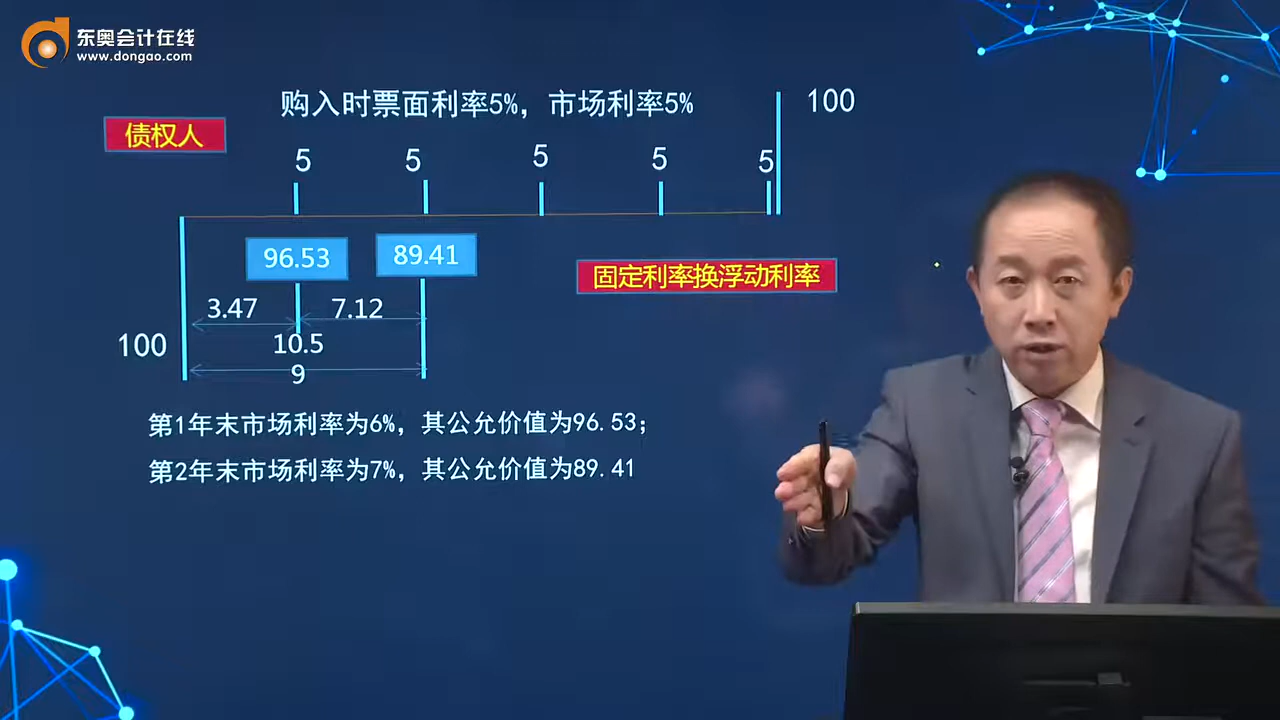 东奥会计在线
www.dongao.com
购入时票面利率5%，市场利率5%
100
债权人
5 5 5 5 5
96.53 89.41
固定利率换浮动利率
3.47 7.12
100
10.5
9
第1年末市场利率为6%，其公允价值为96.53；
第2年末市场利率为7%，其公允价值为89.41